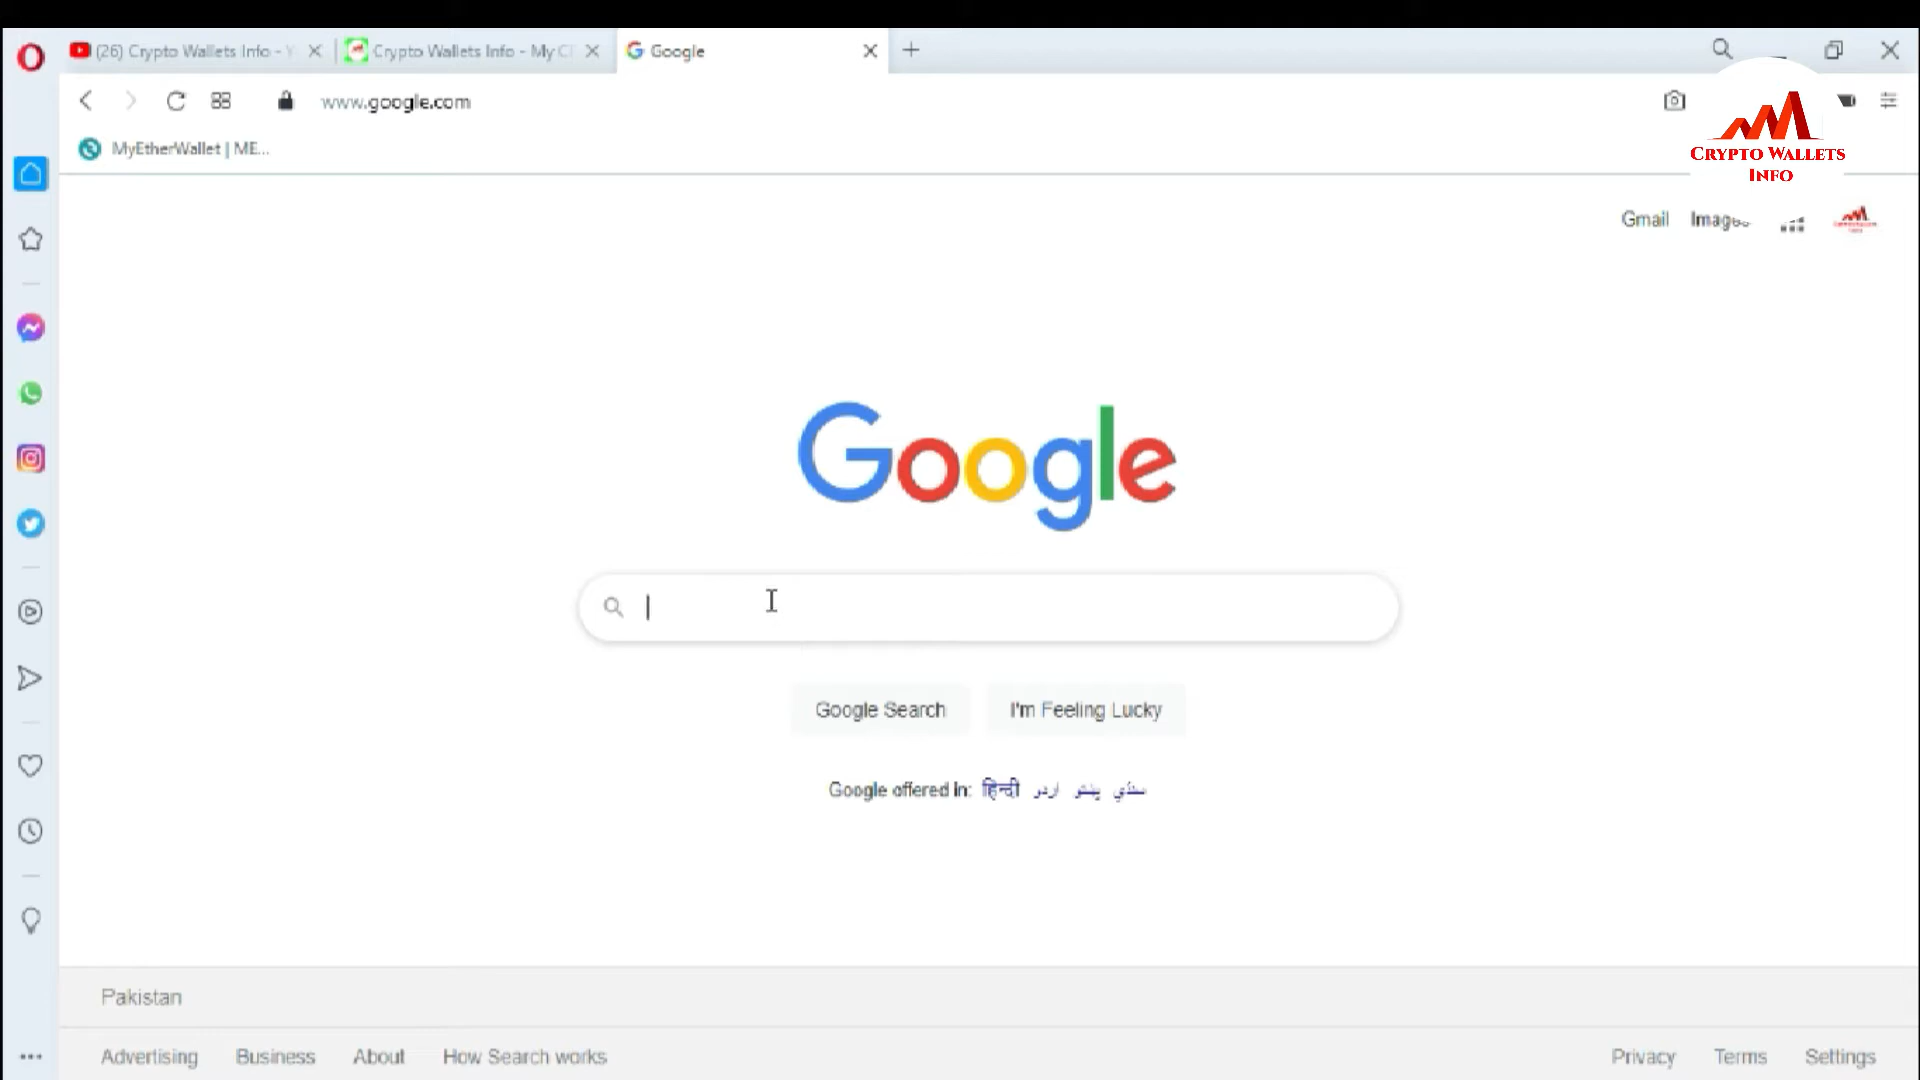 (26) Crypto Wallets Info - Y
Crypto Wallets Info - My C
Google
www.google.com
MyEtherWallet | ME...
CRYPTO WALLETS
INFO
Gmail
Images
Google
Google Search
I'm Feeling Lucky
Google offered in: हिन्दी اردو پښتو سنڌي
Pakistan
Advertising
Business
About
How Search works
Privacy
Terms
Settings